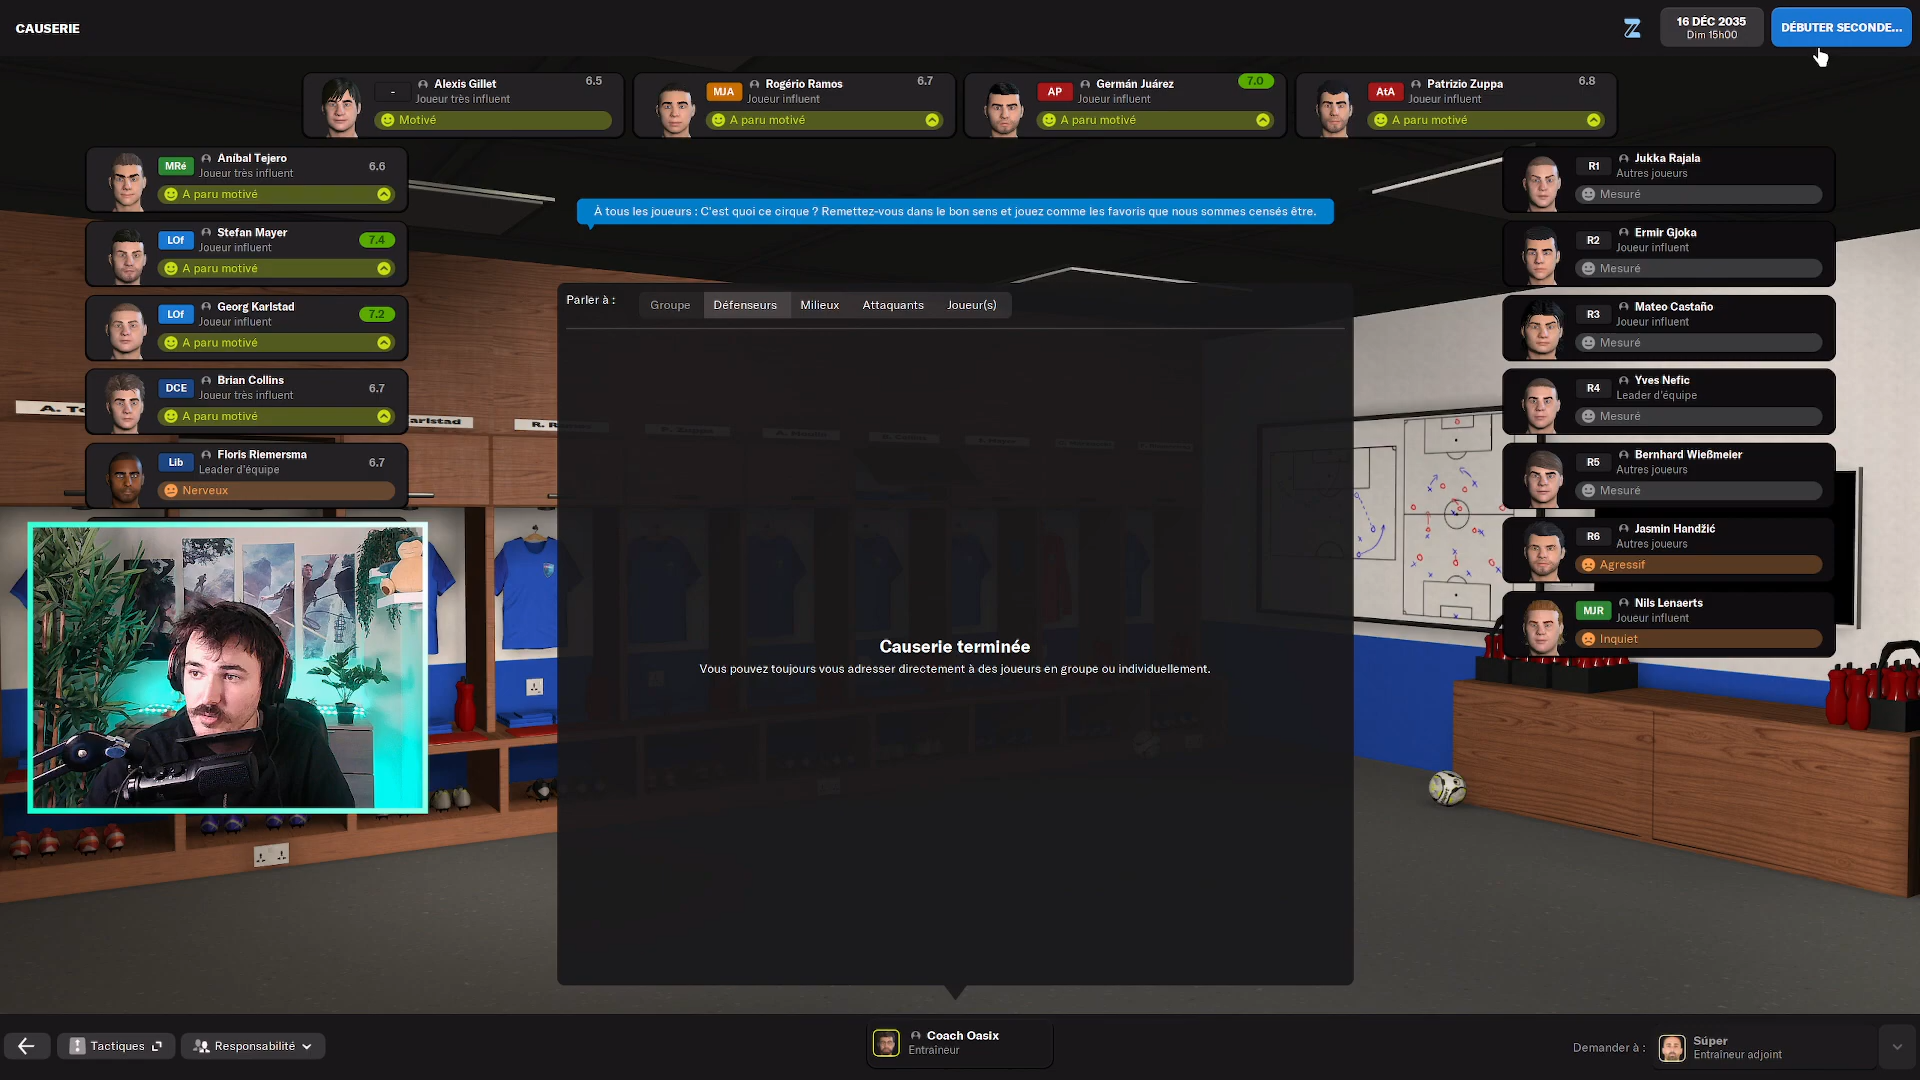 CAUSERIE
16 DÉC 2035
Dim 15h00
DÉBUTER SECONDE...
- Alexis Gillet 6.5
Joueur très influent
Motivé
MJA Rogério Ramos 6.7
Joueur influent
A paru motivé
AP Germán Juárez 7.0
Joueur influent
A paru motivé
AtA Patrizio Zuppa 6.8
Joueur influent
A paru motivé
MRé Aníbal Tejero 6.6
Joueur très influent
A paru motivé
LOf Stefan Mayer 7.4
Joueur influent
A paru motivé
LOf Georg Karlstad 7.2
Joueur influent
A paru motivé
DCE Brian Collins 6.7
Joueur très influent
A paru motivé
Lib Floris Riemersma 6.7
Leader d'équipe
Nerveux
À tous les joueurs : C'est quoi ce cirque ? Remettez-vous dans le bon sens et jouez comme les favoris que nous sommes censés être.
Parler à :
Groupe Défenseurs Milieux Attaquants Joueur(s)
Causerie terminée
Vous pouvez toujours vous adresser directement à des joueurs en groupe ou individuellement.
R1 Jukka Rajala
Autres joueurs
Mesuré
R2 Ermir Gjoka
Joueur influent
Mesuré
R3 Mateo Castaño
Joueur influent
Mesuré
R4 Yves Nefic
Leader d'équipe
Mesuré
R5 Bernhard Wießmeier
Autres joueurs
Mesuré
R6 Jasmin Handžić
Autres joueurs
Agressif
MJR Nils Lenaerts
Joueur influent
Inquiet
Tactiques
Responsabilité
Coach Oasix
Entraîneur
Demander à :
Súper
Entraîneur adjoint